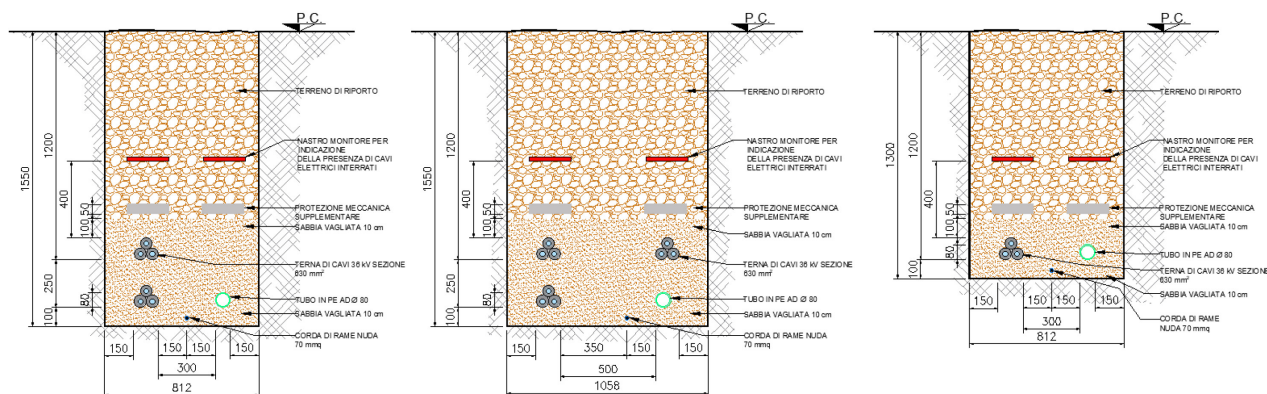 P.C.
TERRENO DI RIPORTO
NASTRO MONITORE PER
INDICAZIONE
DELLA PRESENZA DI CAVI
ELETTRICI INTERRATI
PROTEZIONE MECCANICA
SUPPLEMENTARE
SABBIA VAGLIATA 10 cm
TERNA DI CAVI 36 kV SEZIONE
630 mm²
TUBO IN PE AD Ø 80
SABBIA VAGLIATA 10 cm
CORDA DI RAME NUDA
70 mmq
1550
1200
400
50
100
250
80
100
150
150
150
150
300
812
P.C.
TERRENO DI RIPORTO
NASTRO MONITORE PER
INDICAZIONE
DELLA PRESENZA DI CAVI
ELETTRICI INTERRATI
PROTEZIONE MECCANICA
SUPPLEMENTARE
SABBIA VAGLIATA 10 cm
TERNA DI CAVI 36 kV SEZIONE
630 mm²
TUBO IN PE AD Ø 80
SABBIA VAGLIATA 10 cm
CORDA DI RAME NUDA
70 mmq
1550
1200
400
50
100
250
80
100
150
350
150
150
500
1058
P.C.
TERRENO DI RIPORTO
NASTRO MONITORE PER
INDICAZIONE
DELLA PRESENZA DI CAVI
ELETTRICI INTERRATI
PROTEZIONE MECCANICA
SUPPLEMENTARE
SABBIA VAGLIATA 10 cm
TUBO IN PE AD Ø 80
TERNA DI CAVI 36 kV SEZIONE
630 mm²
SABBIA VAGLIATA 10 cm
CORDA DI RAME
NUDA 70 mmq
1300
1200
400
50
100
80
100
150
150
150
150
300
812